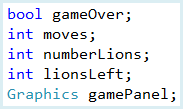 bool gameOver;
int moves;
int numberLions;
int lionsLeft;
Graphics gamePanel;